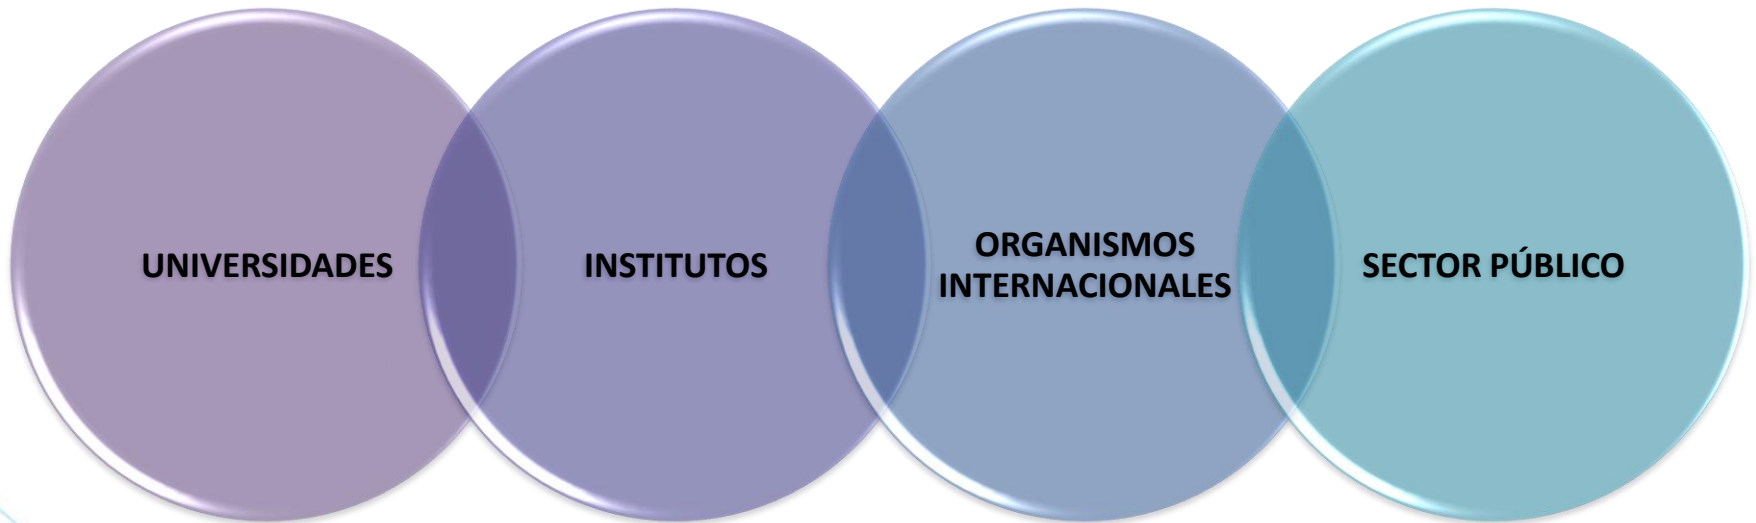 UNIVERSIDADES
INSTITUTOS
ORGANISMOS
INTERNACIONALES
SECTOR PÚBLICO